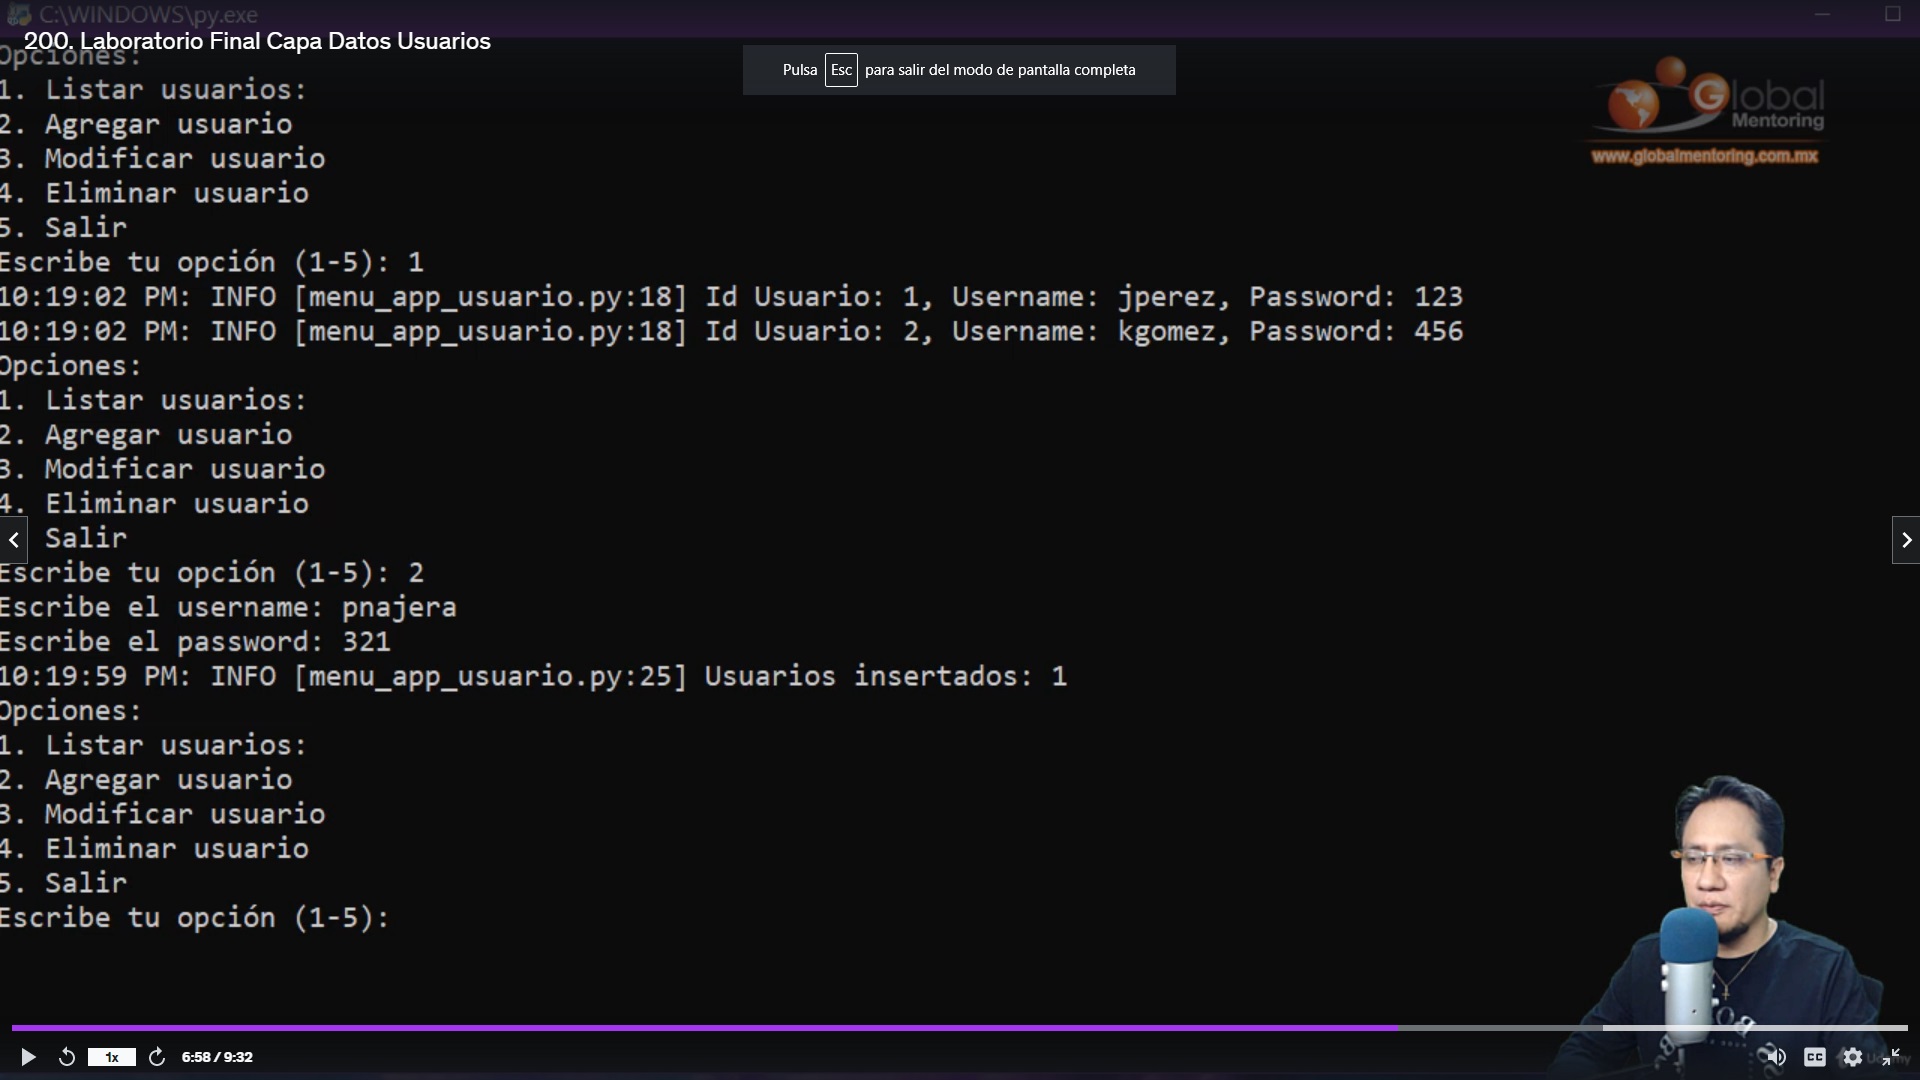 C:\WINDOWS\py.exe
200. Laboratorio Final Capa Datos Usuarios
Pulsa Esc para salir del modo de pantalla completa
Global
Mentoring
www.globalmentoring.com.mx
Opciones:
1. Listar usuarios:
2. Agregar usuario
3. Modificar usuario
4. Eliminar usuario
5. Salir
Escribe tu opción (1-5): 1
10:19:02 PM: INFO [menu_app_usuario.py:18] Id Usuario: 1, Username: jperez, Password: 123
10:19:02 PM: INFO [menu_app_usuario.py:18] Id Usuario: 2, Username: kgomez, Password: 456
Opciones:
1. Listar usuarios:
2. Agregar usuario
3. Modificar usuario
4. Eliminar usuario
Salir
Escribe tu opción (1-5): 2
Escribe el username: pnajera
Escribe el password: 321
10:19:59 PM: INFO [menu_app_usuario.py:25] Usuarios insertados: 1
Opciones:
1. Listar usuarios:
2. Agregar usuario
3. Modificar usuario
4. Eliminar usuario
5. Salir
Escribe tu opción (1-5):
1x
6:58 / 9:32
CC